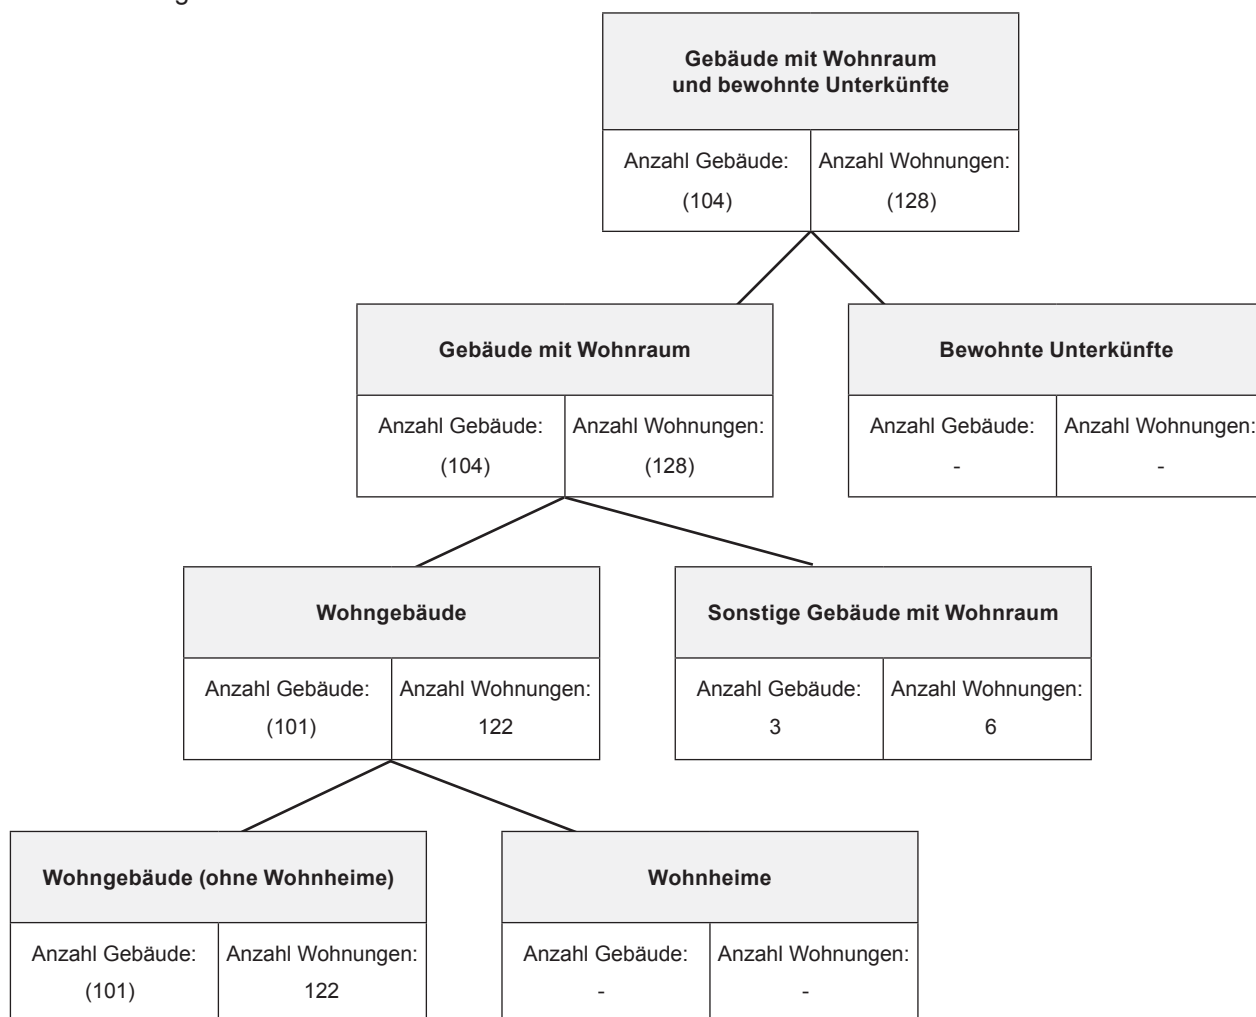 Gebäude mit Wohnraum
und bewohnte Unterkünfte
Anzahl Gebäude:
(104)
Anzahl Wohnungen:
(128)
Gebäude mit Wohnraum
Anzahl Gebäude:
(104)
Anzahl Wohnungen:
(128)
Bewohnte Unterkünfte
Anzahl Gebäude:
-
Anzahl Wohnungen:
-
Wohngebäude
Anzahl Gebäude:
(101)
Anzahl Wohnungen:
122
Sonstige Gebäude mit Wohnraum
Anzahl Gebäude:
3
Anzahl Wohnungen:
6
Wohngebäude (ohne Wohnheime)
Anzahl Gebäude:
(101)
Anzahl Wohnungen:
122
Wohnheime
Anzahl Gebäude:
-
Anzahl Wohnungen:
-